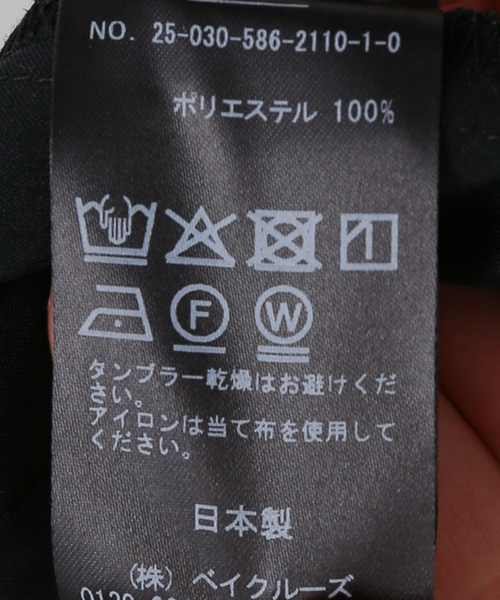 NO. 25-030-586-2110-1-0
ポリエステル 100%
F
W
タンブラー乾燥はお避けくだ
さい。
アイロンは当て布を使用して
ください。
日本製
(株) ベイクルーズ